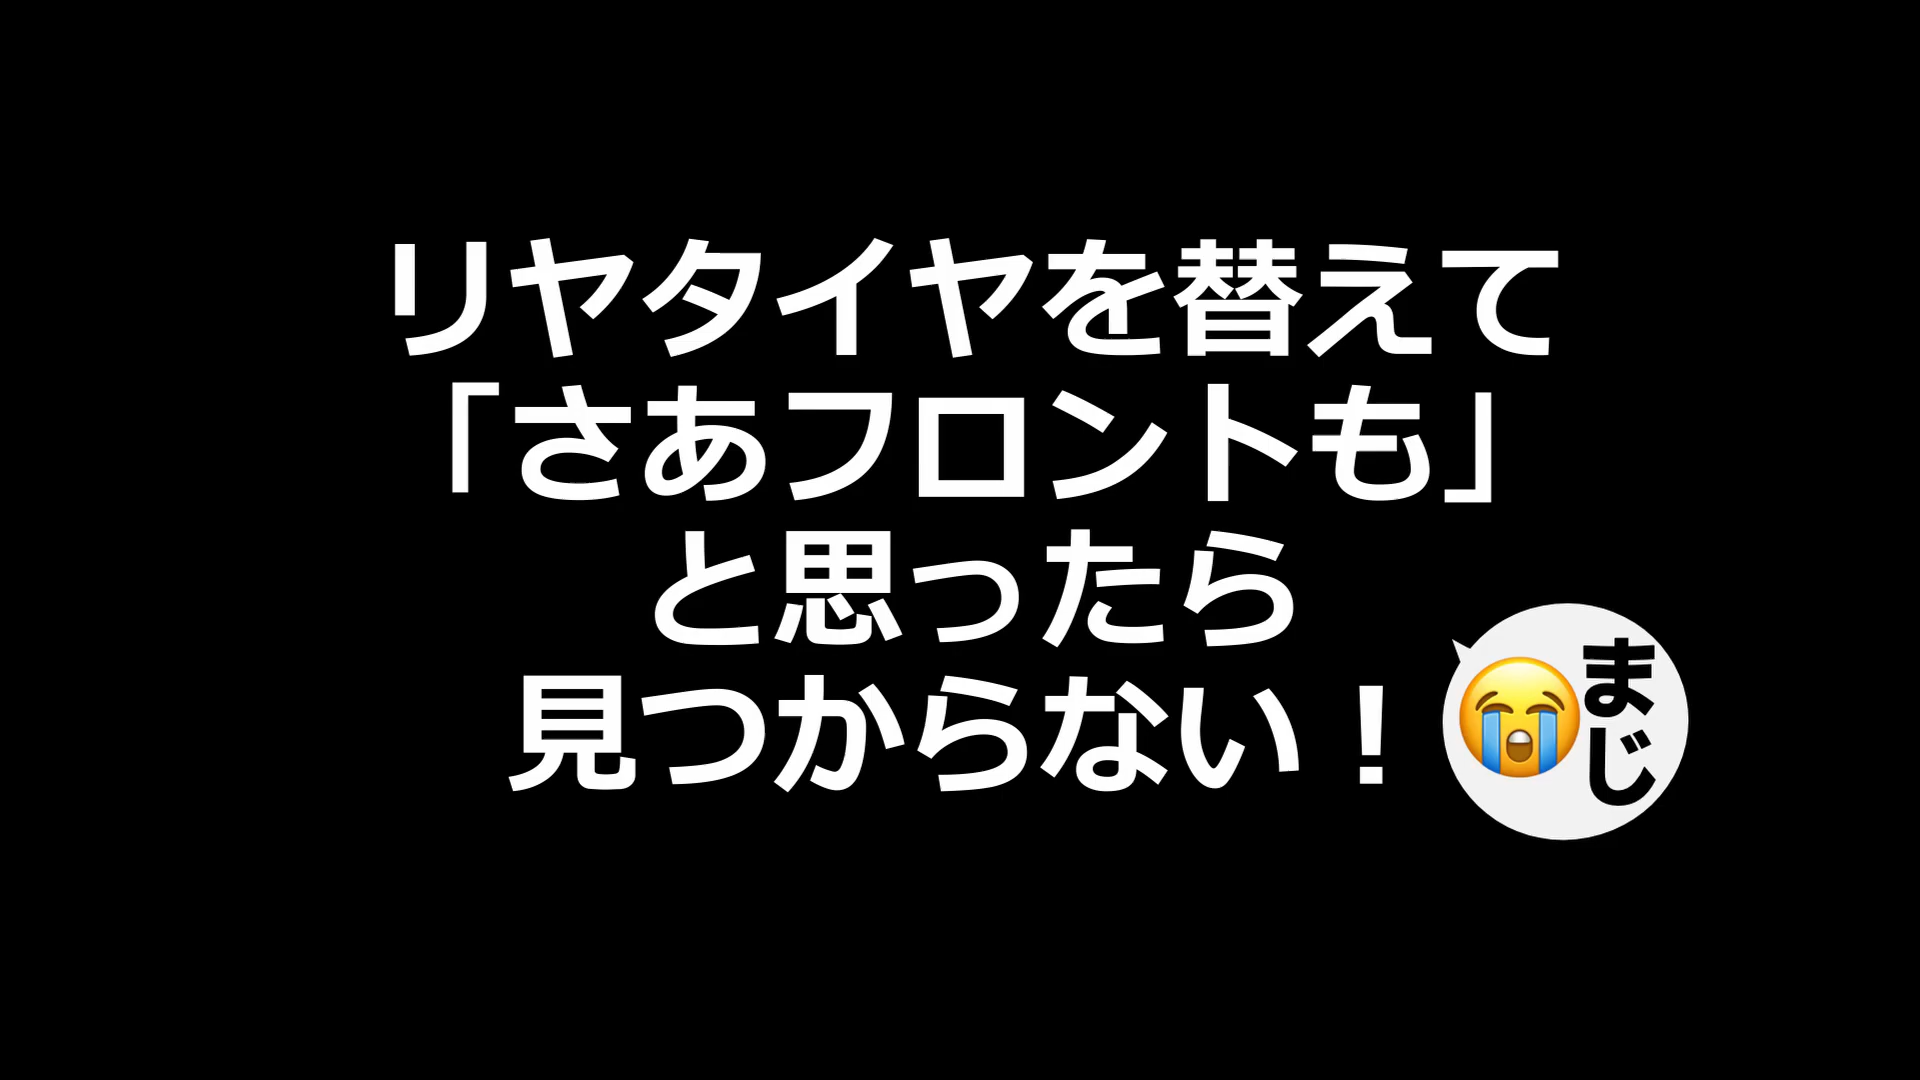 リヤタイヤを替えて
「さあフロントも」
と思ったら
見つからない！
😭まじ